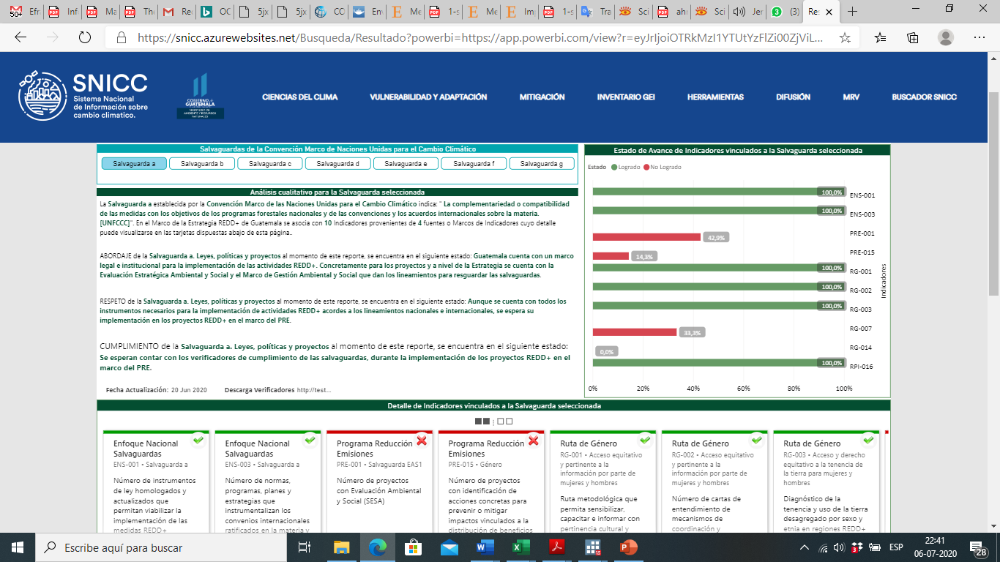 50+
Efr
Inf
Ma
The
Re
OC
5jx
5jx
CO
En
Me
1-s
Me
Im
1-s
Tra
Sci
ah
Sci
Jer
(3)
Re
https://snicc.azurewebsites.net/Busqueda/Resultado?powerbi=https://app.powerbi.com/view?r=eyJrIjoiOTRkMzI1YTUtYzFlZi00ZjViL...
SNICC
Sistema Nacional
de Información sobre
cambio climatico.
GOBIERNO de
GUATEMALA
MINISTERIO DE
AMBIENTE Y RECURSOS
NATURALES
CIENCIAS DEL CLIMA
VULNERABILIDAD Y ADAPTACIÓN
MITIGACIÓN
INVENTARIO GEI
HERRAMIENTAS
DIFUSIÓN
MRV
BUSCADOR SNICC
Salvaguardas de la Convención Marco de Naciones Unidas para el Cambio Climático
Salvaguarda a
Salvaguarda b
Salvaguarda c
Salvaguarda d
Salvaguarda e
Salvaguarda f
Salvaguarda g
Análisis cualitativo para la Salvaguarda seleccionada
La Salvaguarda a establecida por la Convención Marco de las Naciones Unidas para el Cambio Climático indica: " La complementariedad o compatibilidad
de las medidas con los objetivos de los programas forestales nacionales y de las convenciones y los acuerdos internacionales sobre la materia.
[UNFCCC]". En el Marco de la Estrategia REDD+ de Guatemala se asocia con 10 Indicadores provenientes de 4 fuentes o Marcos de Indicadores cuyo detalle
puede visualizarse en las tarjetas dispuestas abajo de esta página..
ABORDAJE de la Salvaguarda a. Leyes, políticas y proyectos al momento de este reporte, se encuentra en el siguiente estado: Guatemala cuenta con un marco
legal e institucional para la implementación de las actividades REDD+. Concretamente para los proyectos y a nivel de la Estrategia se cuenta con la
Evaluación Estratégica Ambiental y Social y el Marco de Gestión Ambiental y Social que dan los lineamientos para resguardar las salvaguardas.
RESPETO de la Salvaguarda a. Leyes, políticas y proyectos al momento de este reporte, se encuentra en el siguiente estado: Aunque se cuenta con todos los
instrumentos necesarios para la implementación de actividades REDD+ acordes a los lineamientos nacionales e internacionales, se espera su
implementación en los proyectos REDD+ en el marco del PRE.
CUMPLIMIENTO de la Salvaguarda a. Leyes, políticas y proyectos al momento de este reporte, se encuentra en el siguiente estado:
Se esperan contar con los verificadores de cumplimiento de las salvaguardas, durante la implementación de los proyectos REDD+ en el
marco del PRE.
Fecha Actualización: 20 Jun 2020
Descarga Verificadores http://test...
Estado de Avance de Indicadores vinculados a la Salvaguarda seleccionada
Estado Logrado No Logrado
100,0% ENS-001
100,0% ENS-003
42,9% PRE-001
14,3% PRE-015
100,0% RG-001
100,0% RG-002
100,0% RG-003
33,3% RG-007
0,0% RG-014
100,0% RPI-016
Indicadores
0% 20% 40% 60% 80% 100%
Detalle de Indicadores vinculados a la Salvaguarda seleccionada
Enfoque Nacional
Salvaguardas
ENS-001 • Salvaguarda a
Número de instrumentos
de ley homologados y
actualizados que
permitan viabilizar la
implementación de las
medidas REDD+
Enfoque Nacional
Salvaguardas
ENS-003 • Salvaguarda a
Número de normas,
programas, planes y
estrategias que
instrumentalizan los
convenios internacionales
ratificados en la materia y
Programa Reducción
Emisiones
PRE-001 • Salvaguarda EAS1
Número de proyectos
con Evaluación Ambiental
y Social (SESA)
Programa Reducción
Emisiones
PRE-015 • Género
Número de proyectos
con identificación de
acciones concretas para
prevenir o mitigar
impactos vinculados a la
distribución de beneficios
Ruta de Género
RG-001 • Acceso equitativo
y pertinente a la
información por parte de
mujeres y hombres
Ruta metodológica que
permita sensibilizar,
capacitar e informar con
pertinencia cultural y
Ruta de Género
RG-002 • Acceso equitativo
y pertinente a la
información por parte de
mujeres y hombres
Número de cartas de
entendimiento de
mecanismos de
coordinación y
Ruta de Género
RG-003 • Acceso y derecho
equitativo a la tenencia de
la tierra para mujeres y
hombres
Diagnóstico de la
tenencia y uso de la tierra
desagregado por sexo y
etnia en regiones REDD+
Escribe aquí para buscar
ESP
22:41
06-07-2020
28